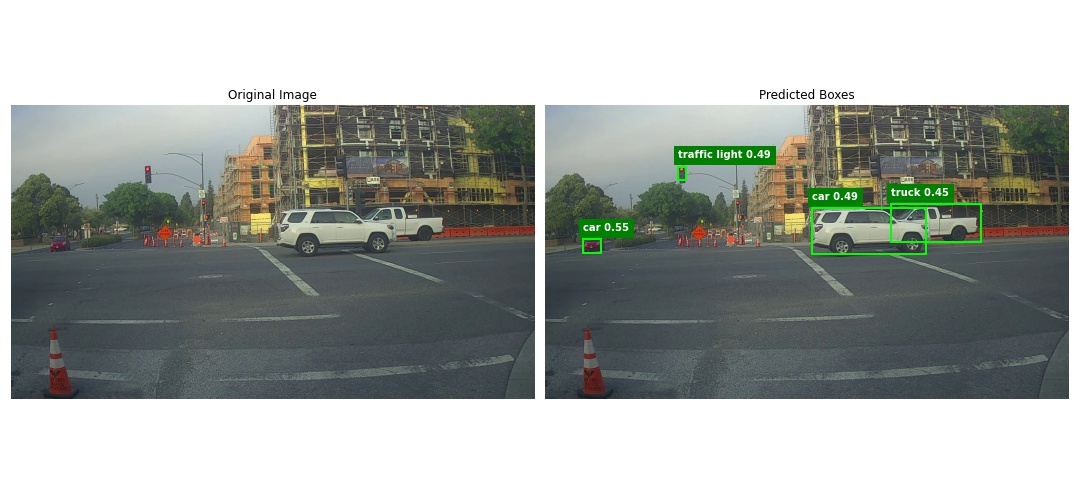 Original Image
Predicted Boxes
traffic light 0.49
car 0.49
truck 0.45
car 0.55